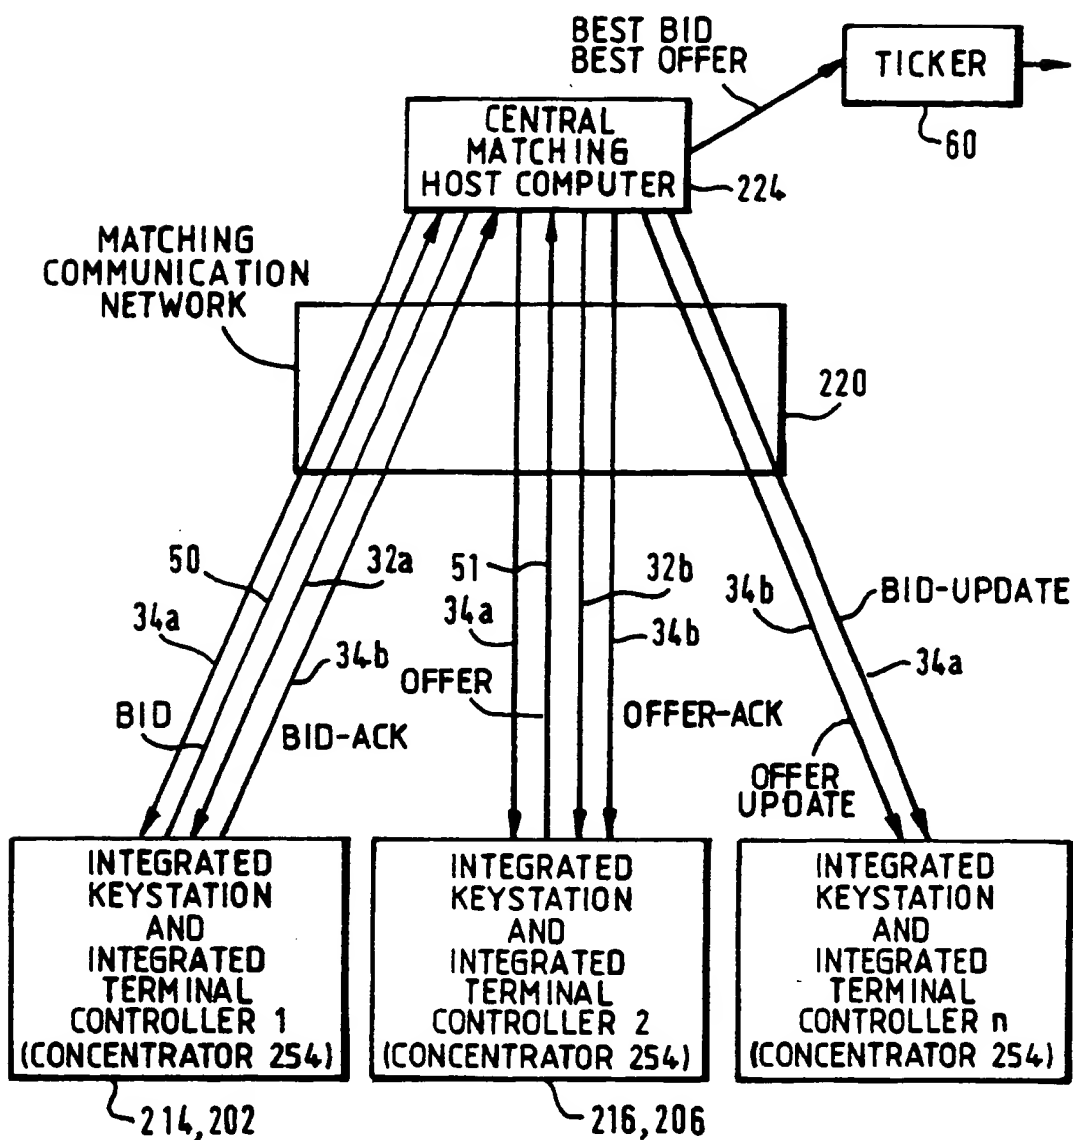 BEST BID
BEST OFFER
TICKER
60
CENTRAL
MATCHING
HOST COMPUTER
224
MATCHING
COMMUNICATION
NETWORK
220
50
32a
51
32b
34a
34a
34b
BID-UPDATE
34b
34b
34a
OFFER
BID
BID-ACK
OFFER-ACK
OFFER
UPDATE
INTEGRATED
KEYSTATION
AND
INTEGRATED
TERMINAL
CONTROLLER 1
(CONCENTRATOR 254)
214,202
INTEGRATED
KEYSTATION
AND
INTEGRATED
TERMINAL
CONTROLLER 2
(CONCENTRATOR 254)
216,206
INTEGRATED
KEYSTATION
AND
INTEGRATED
TERMINAL
CONTROLLER n
(CONCENTRATOR 254)